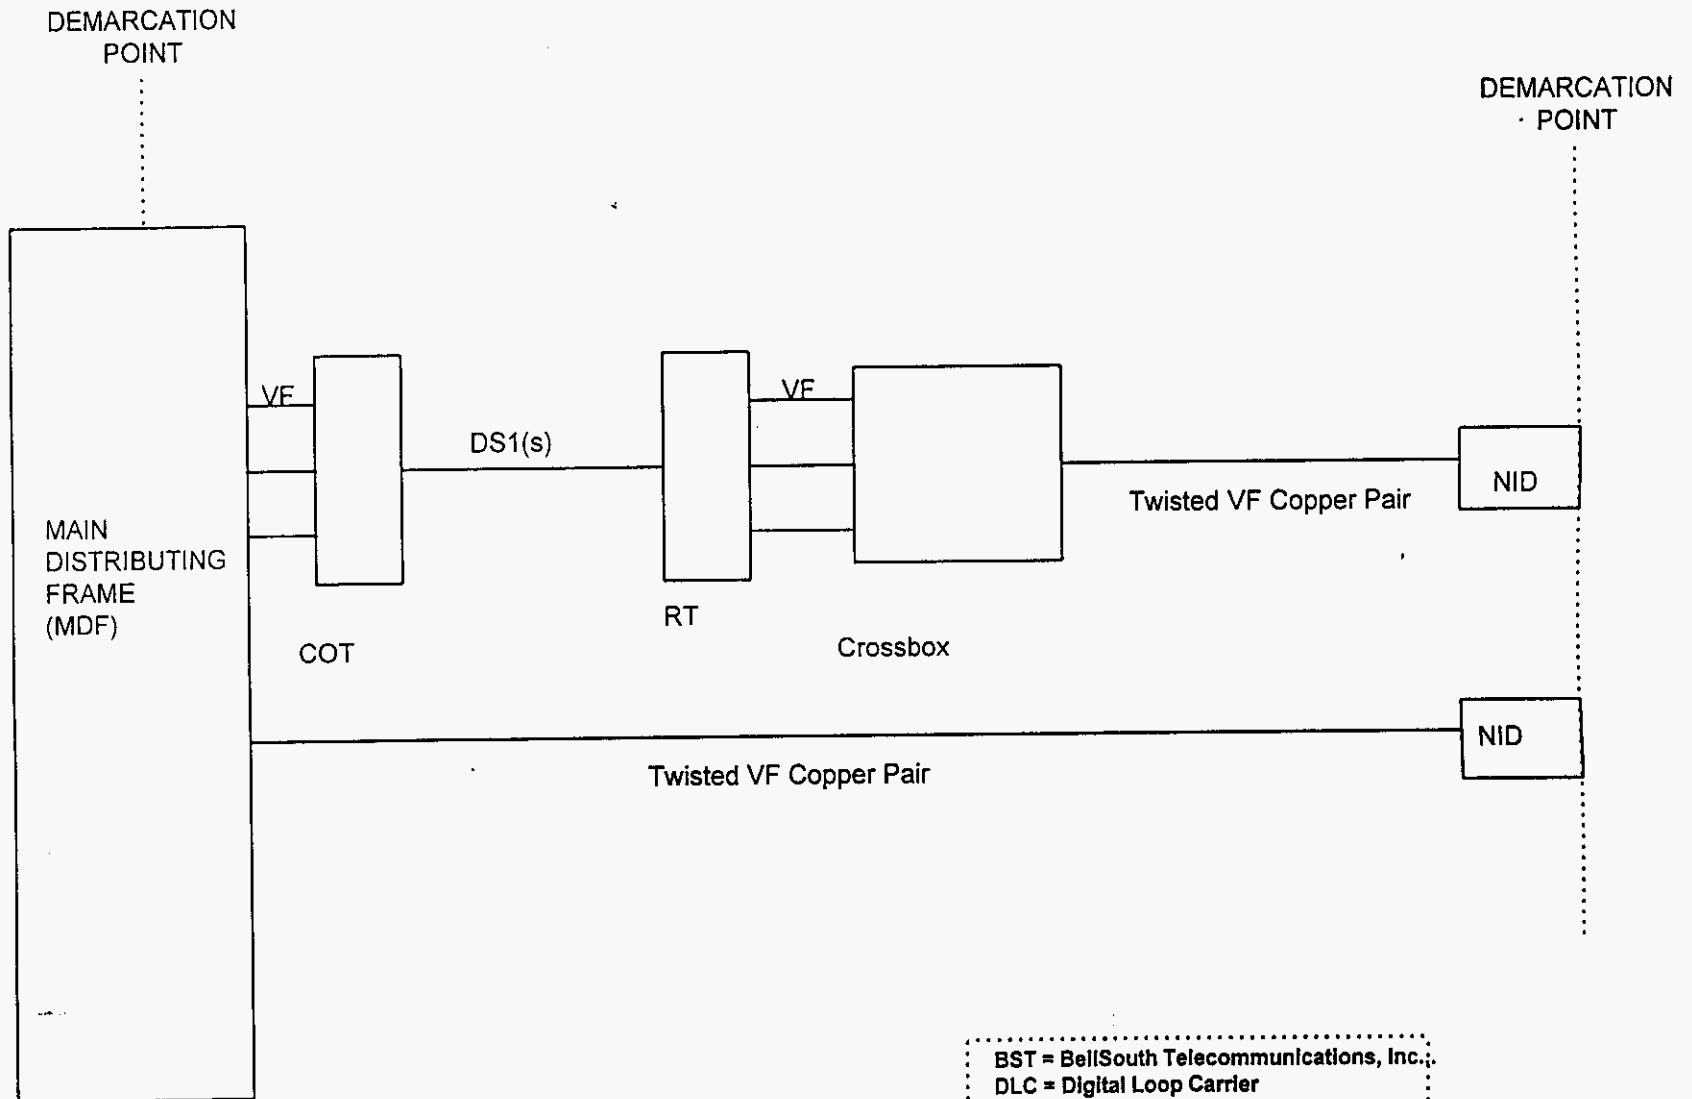 DEMARCATION
POINT
DEMARCATION
POINT
VF
VF
DS1(s)
Twisted VF Copper Pair
NID
MAIN
DISTRIBUTING
FRAME
(MDF)
COT
RT
Crossbox
NID
Twisted VF Copper Pair
BST = BellSouth Telecommunications, Inc.
DLC = Digital Loop Carrier